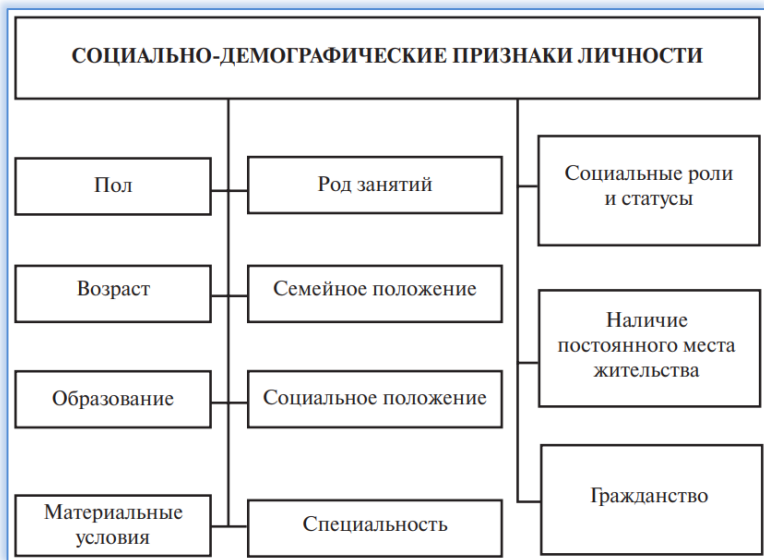 СОЦИАЛЬНО-ДЕМОГРАФИЧЕСКИЕ ПРИЗНАКИ ЛИЧНОСТИ
Пол
Род занятий
Социальные роли
и статусы
Возраст
Семейное положение
Наличие
постоянного места
жительства
Образование
Социальное положение
Материальные
условия
Специальность
Гражданство